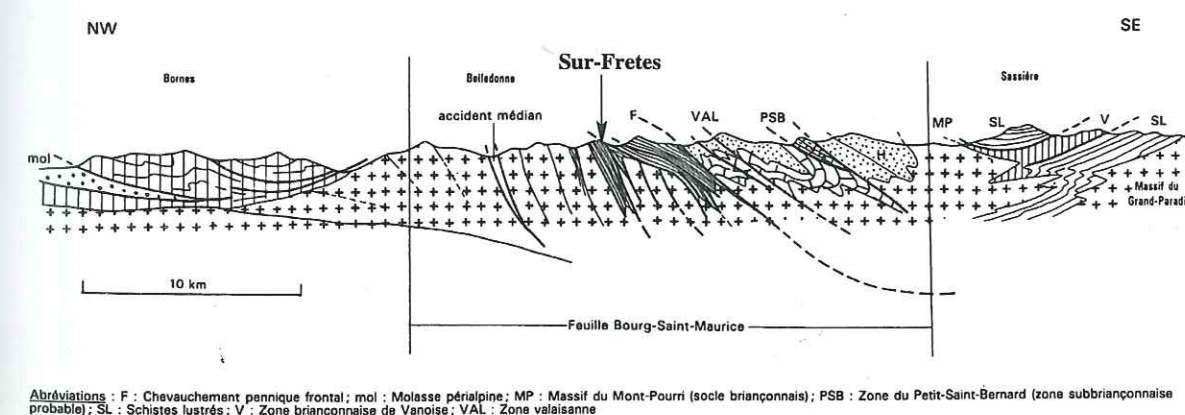 NW
SE
Bornes
Belledonne
Sur-Fretes
Sassière
accident médian
F
VAL
PSB
MP
SL
V
SL
mol
H
Massif du
Grand-Paradi
10 km
Feuille Bourg-Saint-Maurice
Abréviations : F : Chevauchement pennique frontal; mol : Molasse périalpine; MP : Massif du Mont-Pourri (socle briançonnais); PSB : Zone du Petit-Saint-Bernard (zone subbriançonnaise
probable); SL : Schistes lustrés; V : Zone briançonnaise de Vanoise; VAL : Zone valaisanne